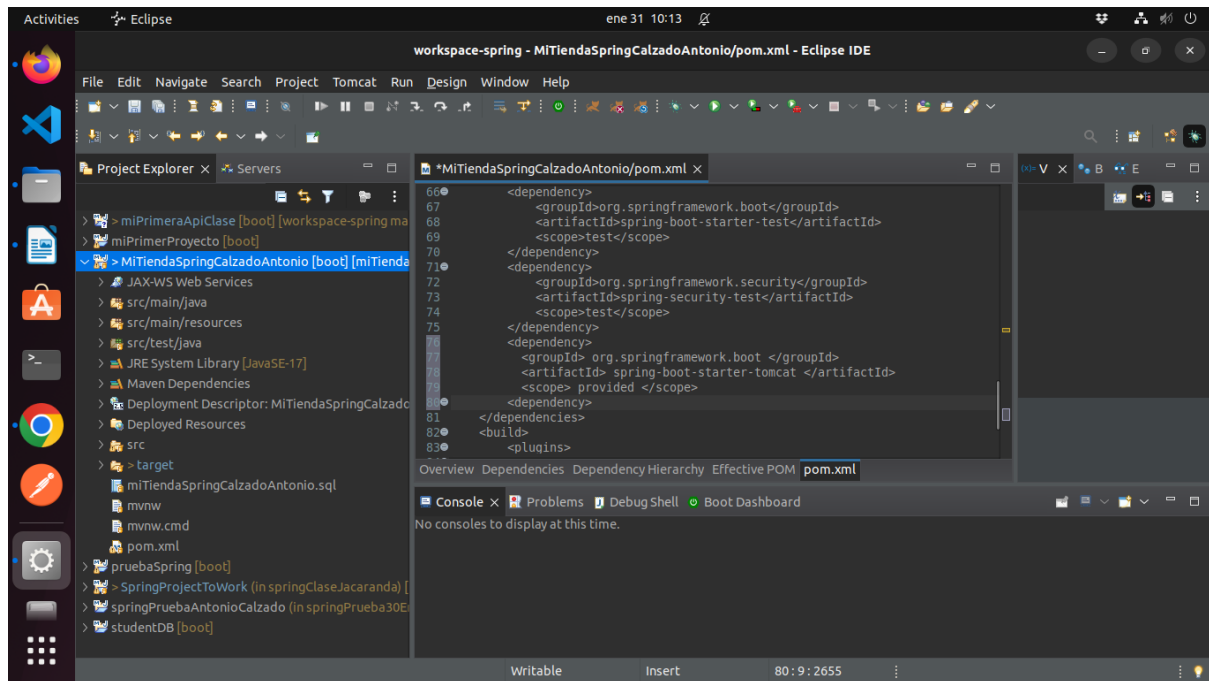 Activities Eclipse ene 31 10:13
workspace-spring - MiTiendaSpringCalzadoAntonio/pom.xml - Eclipse IDE
File Edit Navigate Search Project Tomcat Run Design Window Help
Project Explorer Servers
> miPrimeraApiClase [boot] [workspace-spring ma
miPrimerProyecto [boot]
> MiTiendaSpringCalzadoAntonio [boot] [miTienda
JAX-WS Web Services
src/main/java
src/main/resources
src/test/java
JRE System Library [JavaSE-17]
Maven Dependencies
Deployment Descriptor: MiTiendaSpringCalzado
Deployed Resources
src
> target
miTiendaSpringCalzadoAntonio.sql
mvnw
mvnw.cmd
pom.xml
pruebaSpring [boot]
> SpringProjectToWork (in springClaseJacaranda) [
springPruebaAntonioCalzado (in springPrueba30E
studentDB [boot]
*MiTiendaSpringCalzadoAntonio/pom.xml
66 <dependency>
67 <groupId>org.springframework.boot</groupId>
68 <artifactId>spring-boot-starter-test</artifactId>
69 <scope>test</scope>
70 </dependency>
71 <dependency>
72 <groupId>org.springframework.security</groupId>
73 <artifactId>spring-security-test</artifactId>
74 <scope>test</scope>
75 </dependency>
76 <dependency>
77 <groupId> org.springframework.boot </groupId>
78 <artifactId> spring-boot-starter-tomcat </artifactId>
79 <scope> provided </scope>
80 <dependency>
81 </dependencies>
82 <build>
83 <plugins>
Overview Dependencies Dependency Hierarchy Effective POM pom.xml
(x)= V B E
Console Problems Debug Shell Boot Dashboard
No consoles to display at this time.
Writable Insert 80 : 9 : 2655